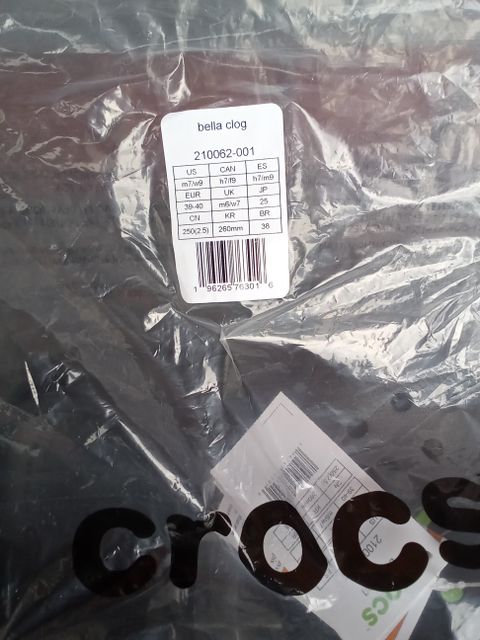 bella clog
210062-001
US CAN ES
m7/w9 h7/f9 h7/m9
EUR UK JP
39-40 m6/w7 25
CN KR BR
250(2.5) 260mm 38
1 96265 76301 6
crocs